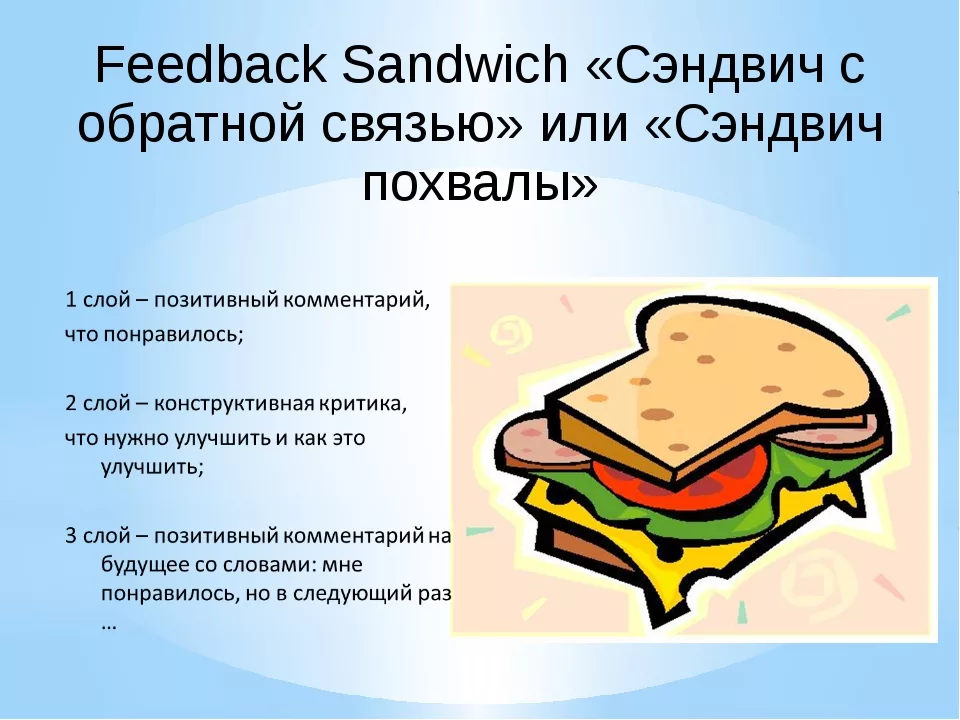 Feedback Sandwich «Сэндвич с
обратной связью» или «Сэндвич
похвалы»
1 слой – позитивный комментарий,
что понравилось;
2 слой – конструктивная критика,
что нужно улучшить и как это
улучшить;
3 слой – позитивный комментарий на
будущее со словами: мне
понравилось, но в следующий раз
...